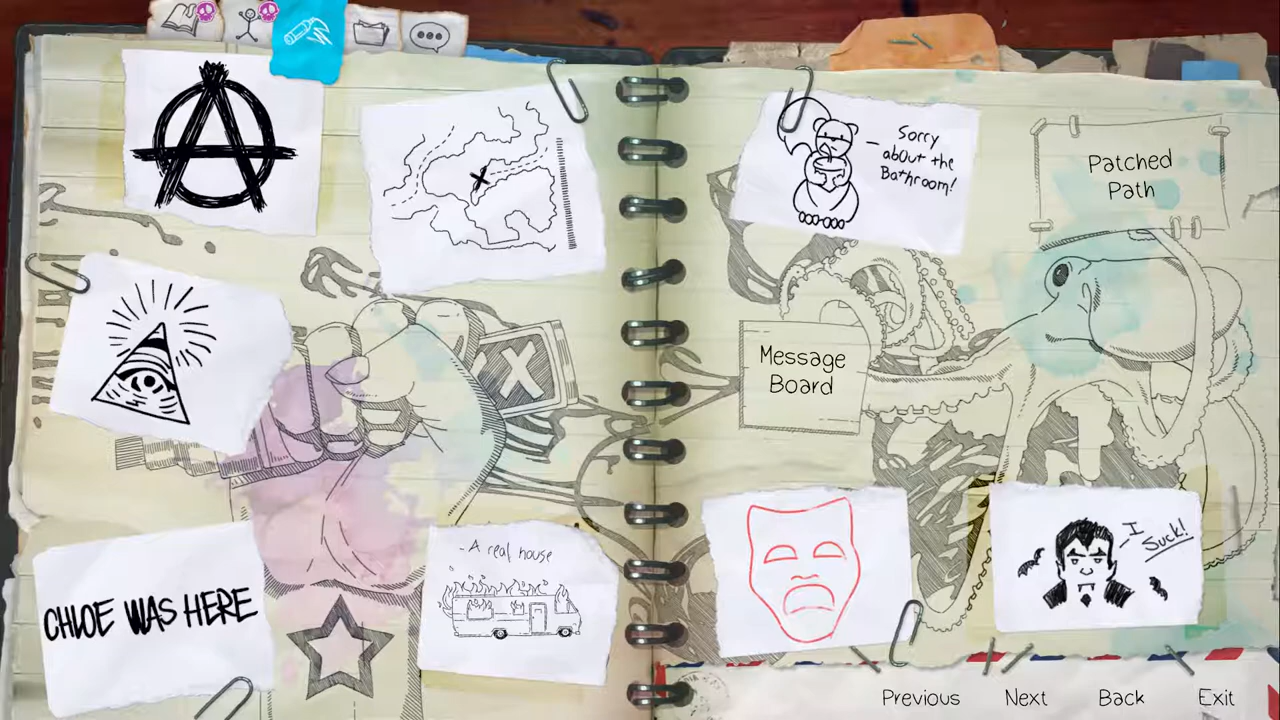 CHLOE WAS HERE
- A real house
Sorry
- about the
Bathroom!
Patched
Path
Message
Board
- I
Suck!
Previous
Next
Back
Exit